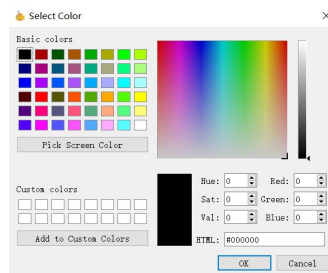 Select Color
Basic colors
Pick Screen Color
Custom colors
Add to Custom Colors
Hue: 0 Red: 0
Sat: 0 Green: 0
Val: 0 Blue: 0
HTML: #000000
OK Cancel